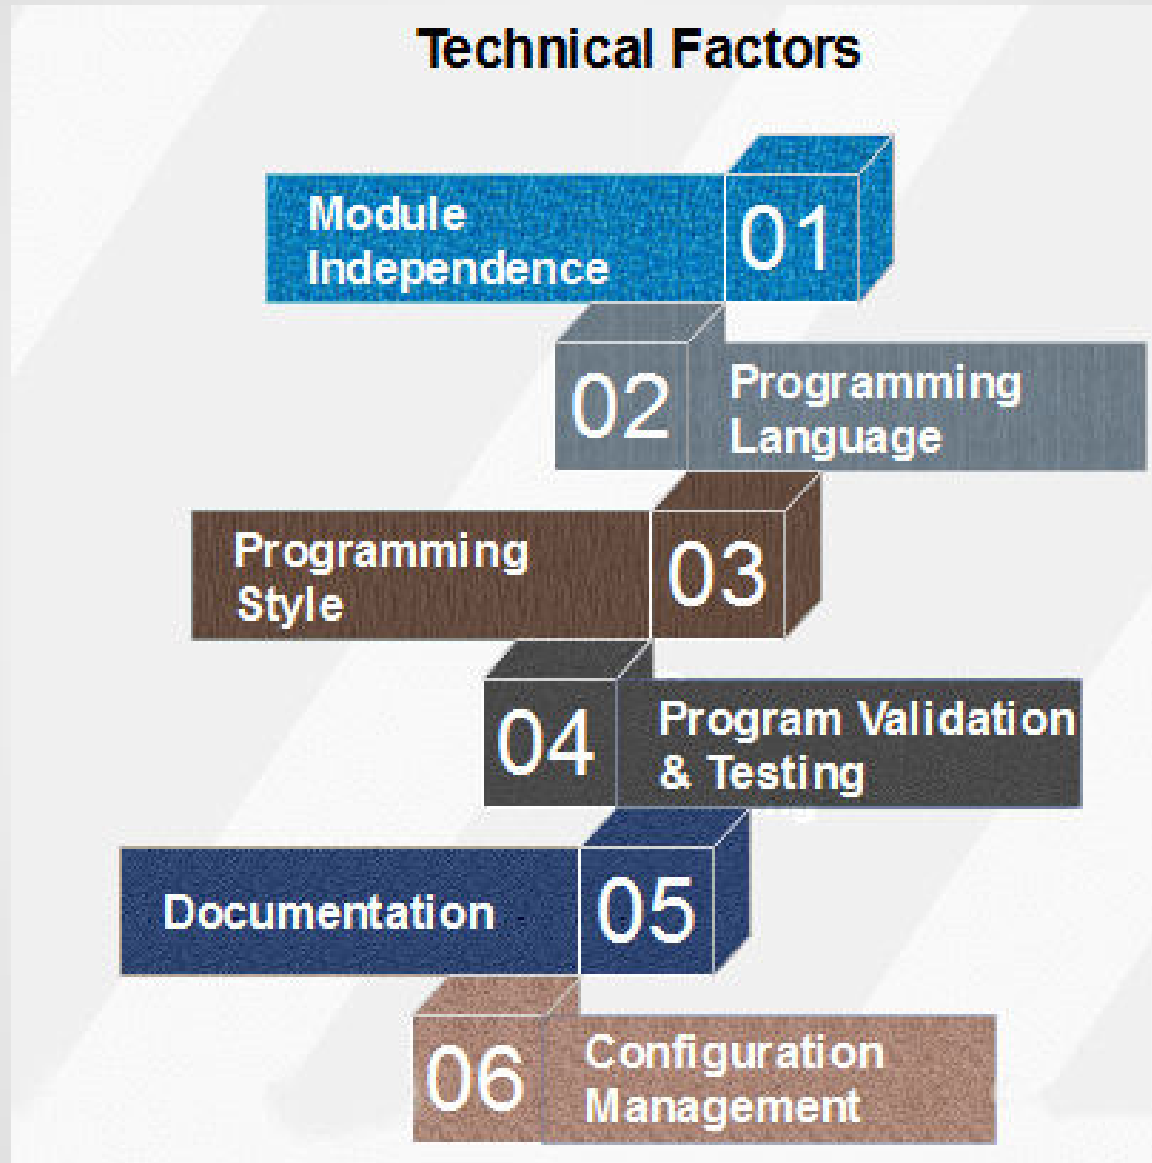 Technical Factors
Module
Independence
01
02
Programming
Language
Programming
Style
03
04
Program Validation
& Testing
Documentation
05
06
Configuration
Management